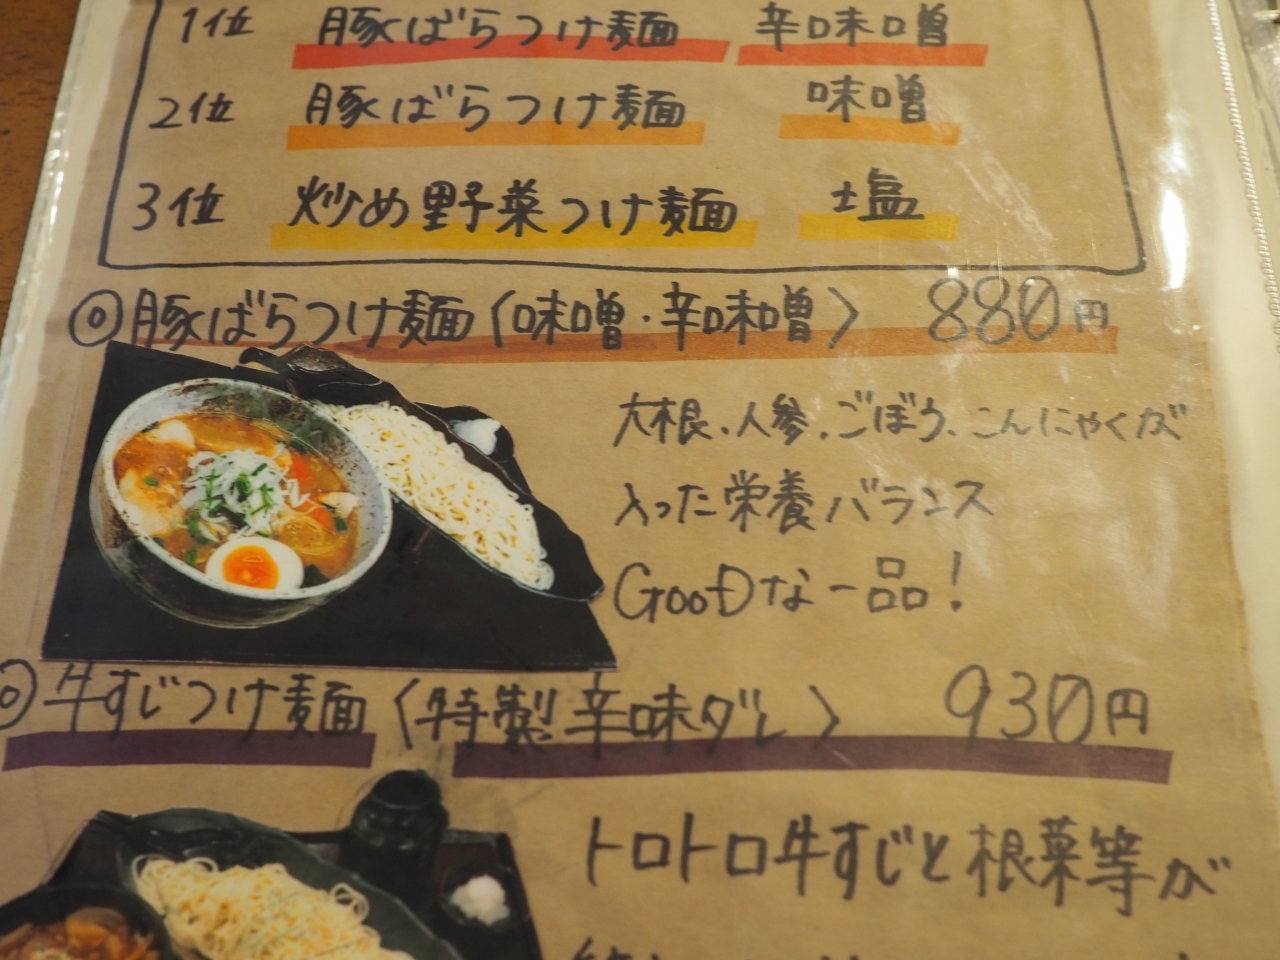 1位 豚ばらつけ麺 辛口味噌
2位 豚ばらつけ麺 味噌
3位 炒め野菜つけ麺 塩
◎豚ばらつけ麺〈味噌・辛味噌〉 880円
大根、人参、ごぼう、こんにゃくが
入った栄養バランス
GooDな一品！
◎牛すじつけ麺〈特製辛味ダレ〉 930円
トロトロ牛すじと根菜等が